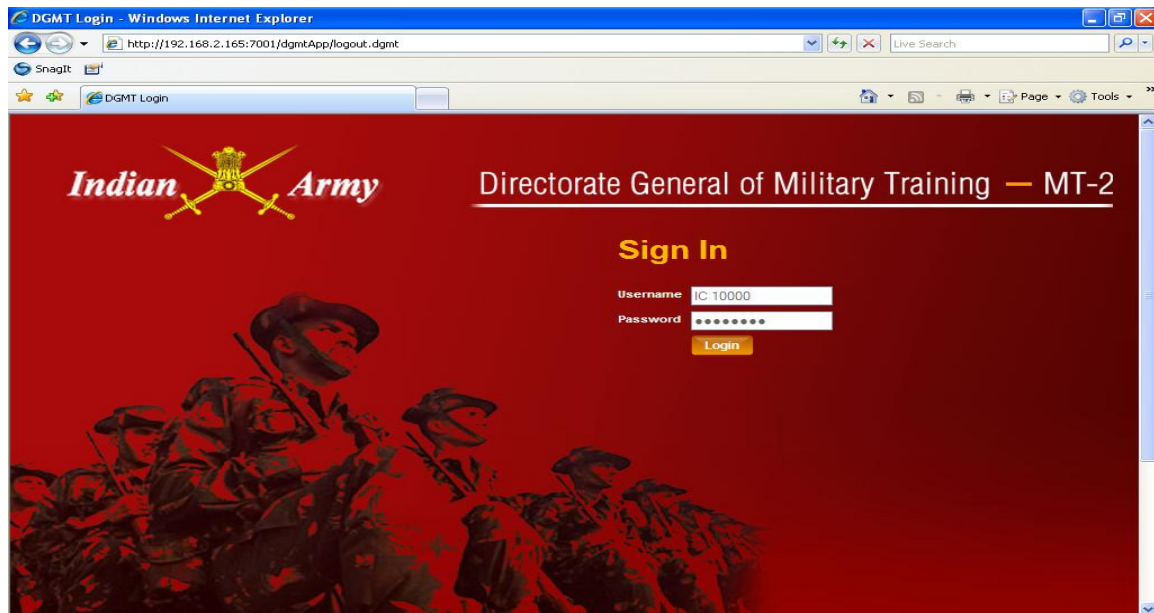 DGMT Login - Windows Internet Explorer
http://192.168.2.165:7001/dgmtApp/logout.dgmt
Live Search
SnagIt
DGMT Login
Page
Tools
»
Indian Army
Directorate General of Military Training — MT-2
Sign In
Username IC 10000
Password ••••••••
Login